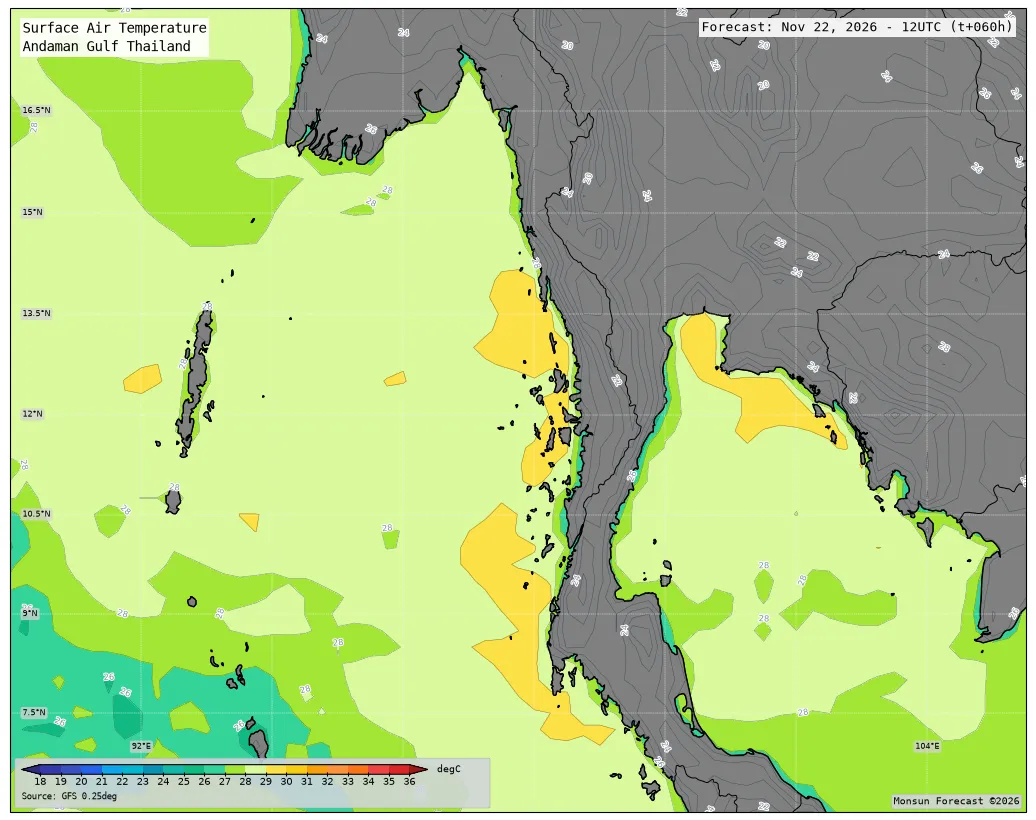 Surface Air Temperature
Andaman Gulf Thailand
Forecast: Nov 22, 2026 - 12UTC (t+060h)
16.5°N
15°N
13.5°N
12°N
10.5°N
9°N
7.5°N
92°E
104°E
degC
18 19 20 21 22 23 24 25 26 27 28 29 30 31 32 33 34 35 36
Source: GFS 0.25deg
Monsun Forecast ©2026